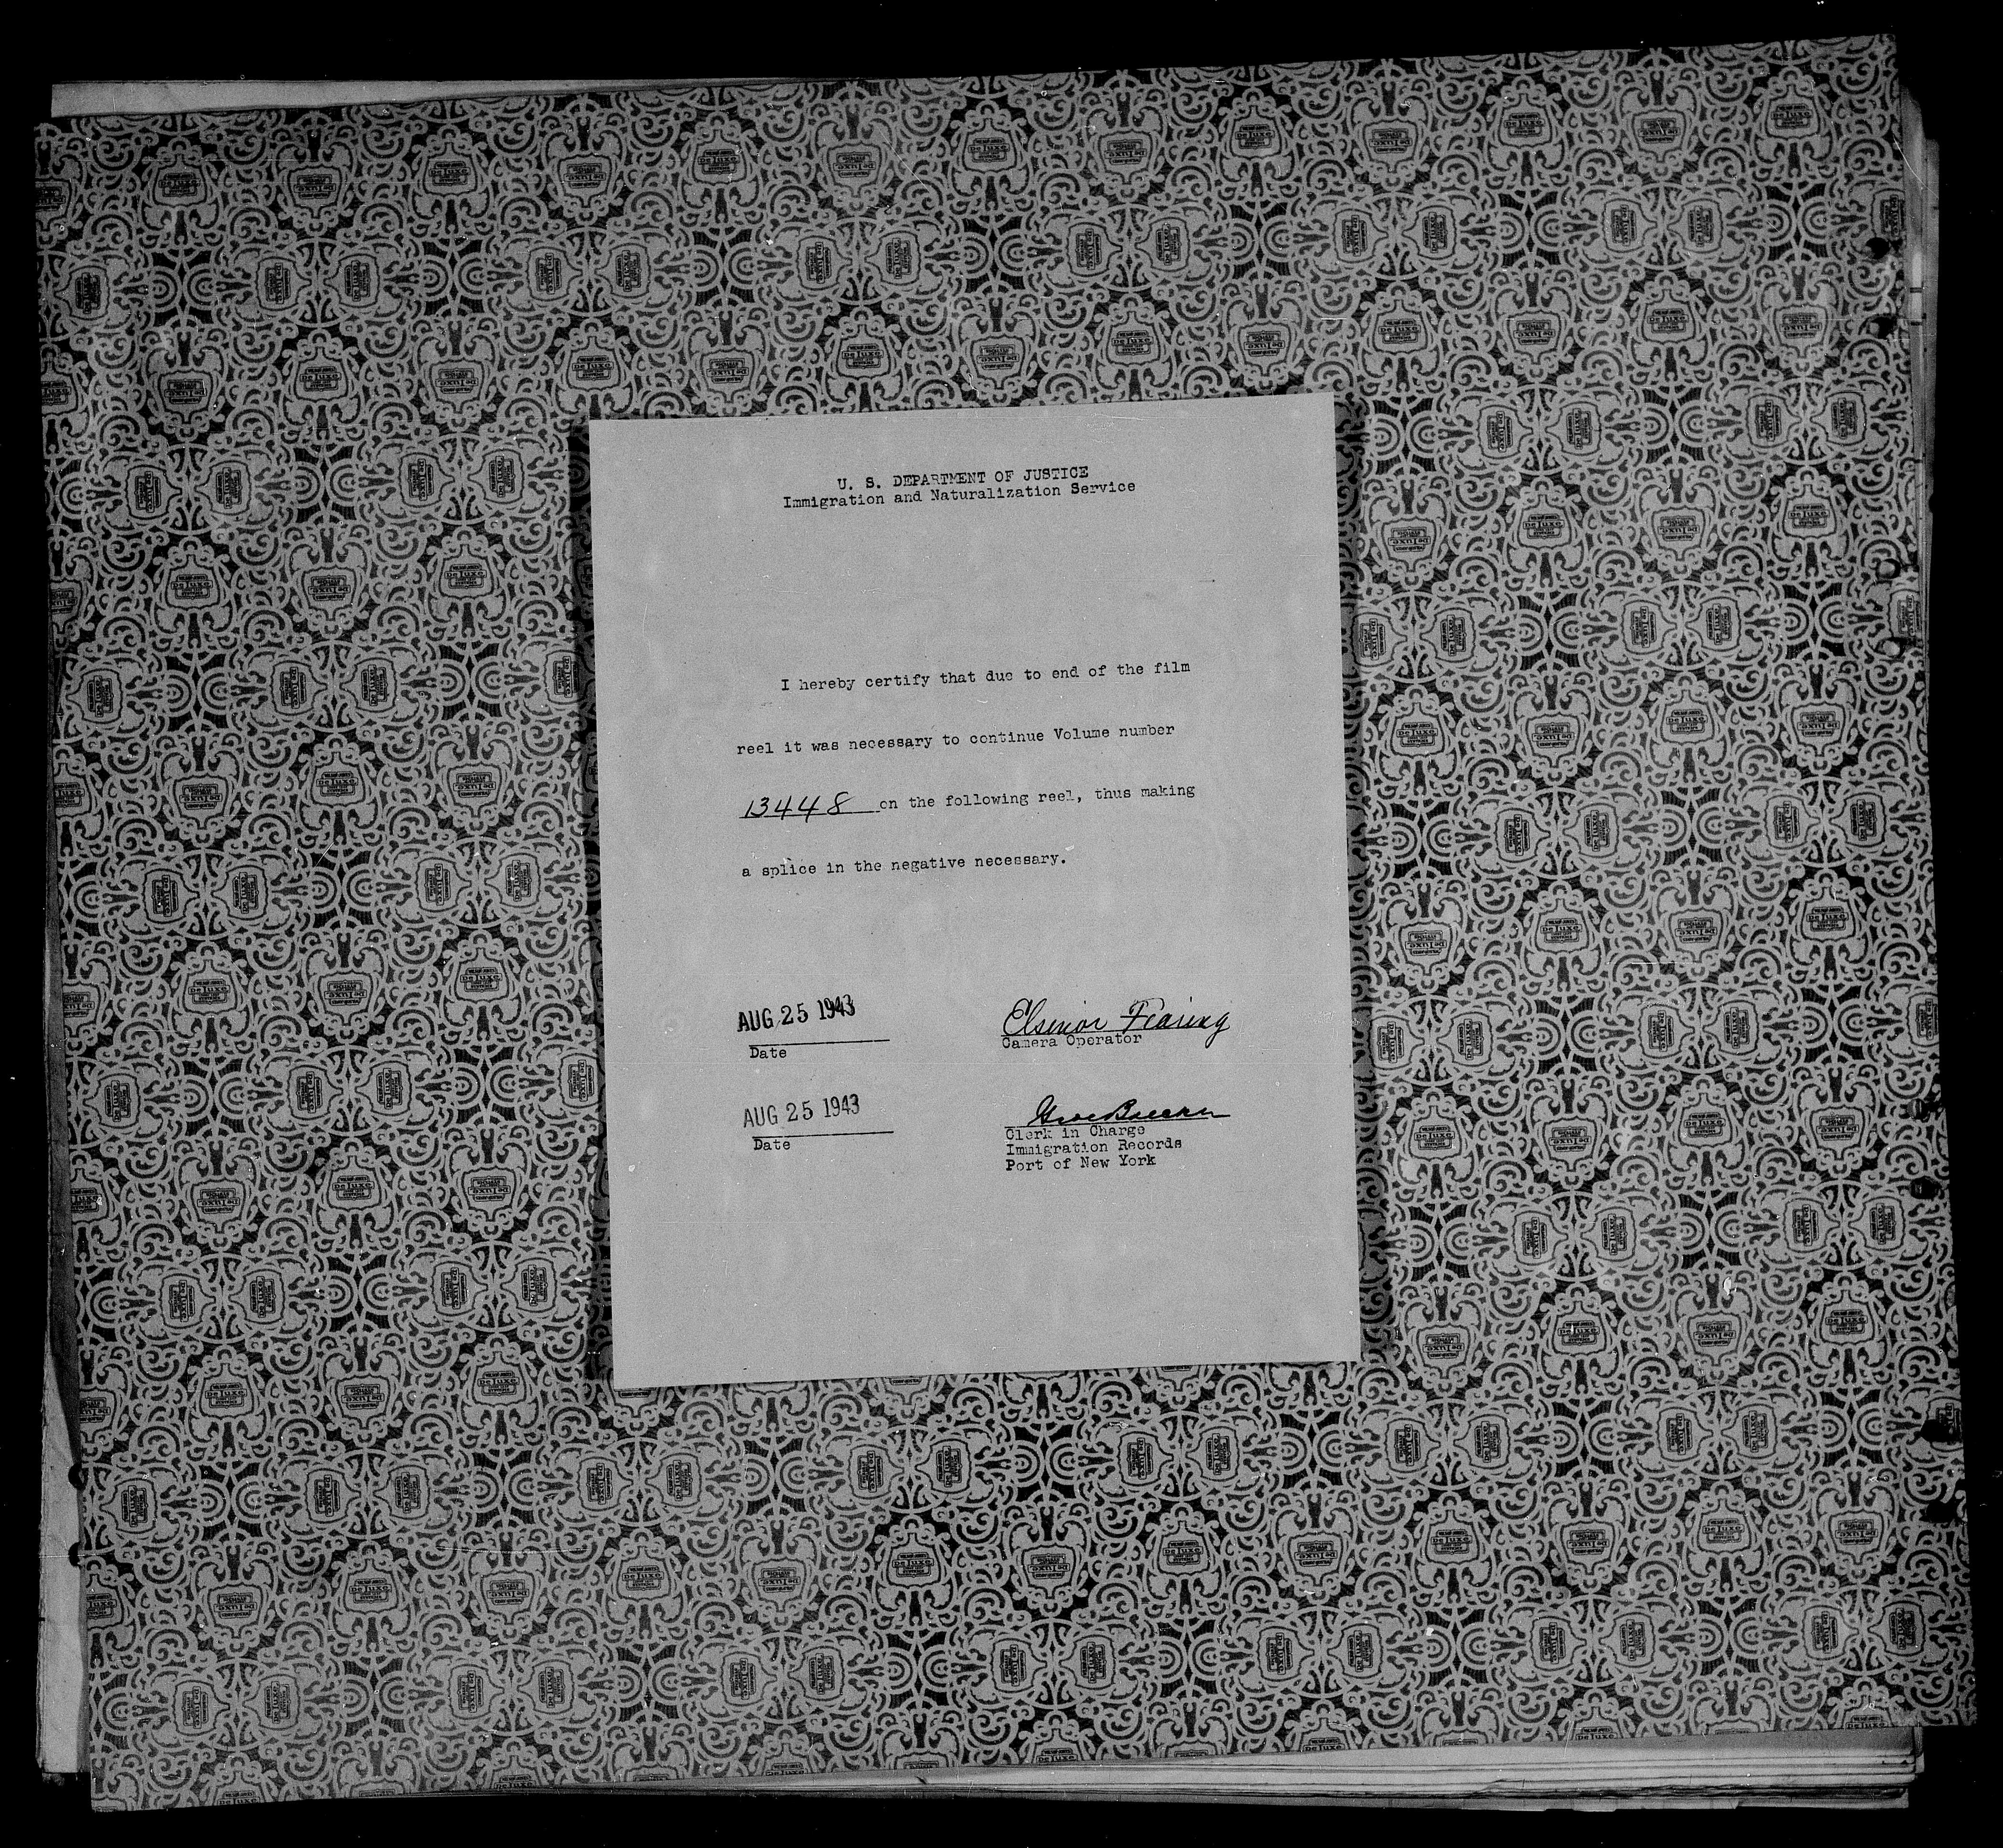 U. S. DEPARTMENT OF JUSTICE
Immigration and Naturalization Service
I hereby certify that due to end of the film
reel it was necessary to continue Volume number
13448 on the following reel, thus making
a splice in the negative necessary.
AUG 25 1943
Date
Camera Operator
AUG 25 1943
Date
Clerk in Charge
Immigration Records
Port of New York
De Luxe